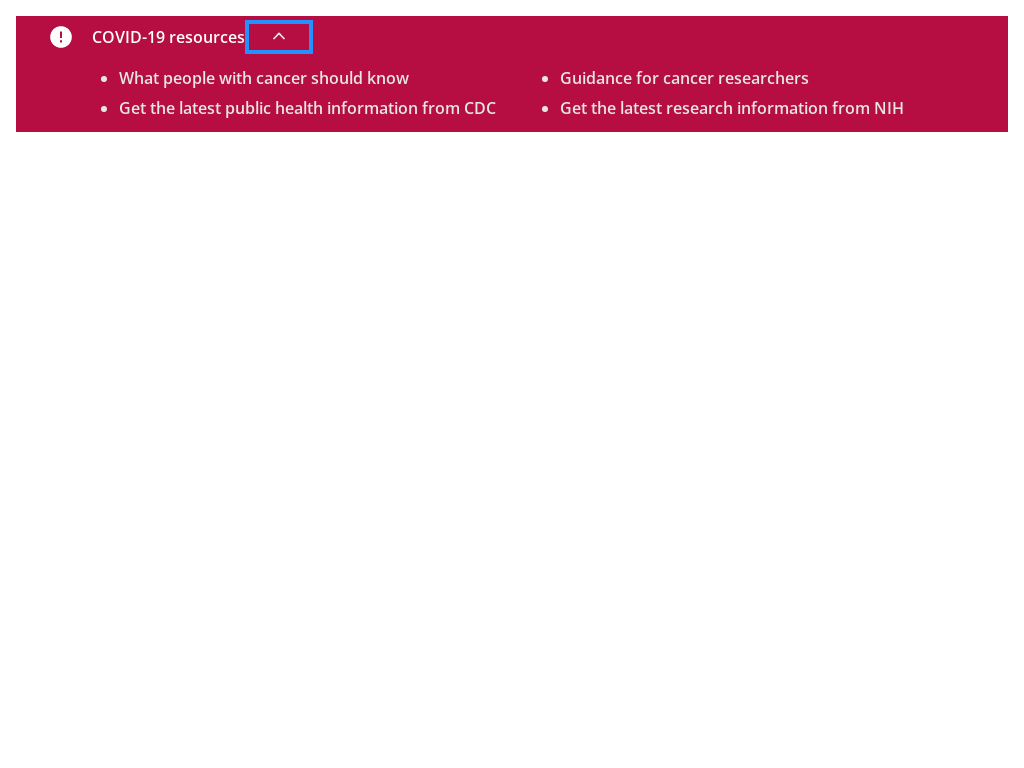 COVID-19 resources
What people with cancer should know
Get the latest public health information from CDC
Guidance for cancer researchers
Get the latest research information from NIH